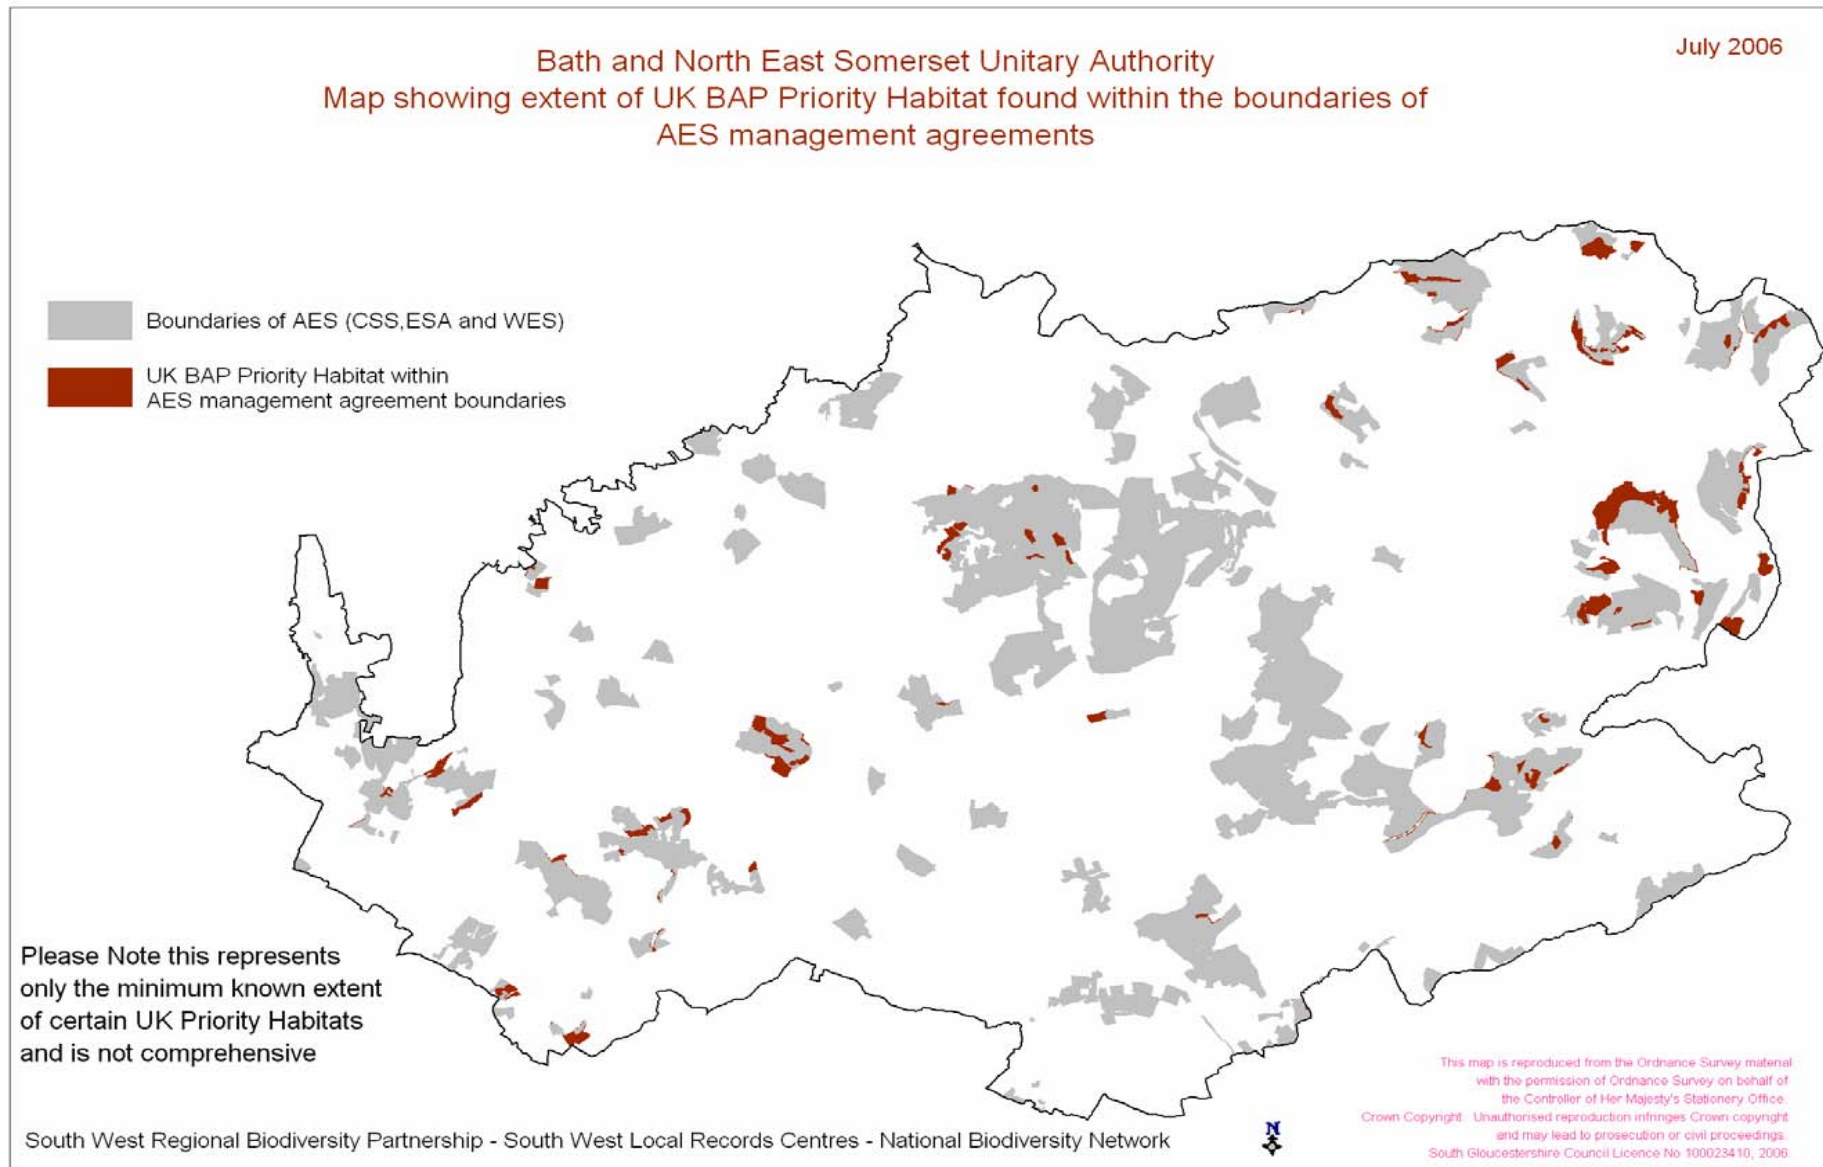 July 2006
Bath and North East Somerset Unitary Authority
Map showing extent of UK BAP Priority Habitat found within the boundaries of
AES management agreements
Boundaries of AES (CSS,ESA and WES)
UK BAP Priority Habitat within
AES management agreement boundaries
Please Note this represents
only the minimum known extent
of certain UK Priority Habitats
and is not comprehensive
This map is reproduced from the Ordnance Survey material
with the permission of Ordnance Survey on behalf of
the Controller of Her Majesty's Stationery Office.
Crown Copyright. Unauthorised reproduction infringes Crown copyright
and may lead to prosecution or civil proceedings.
South Gloucestershire Council Licence No 100023410, 2006.
South West Regional Biodiversity Partnership - South West Local Records Centres - National Biodiversity Network
N